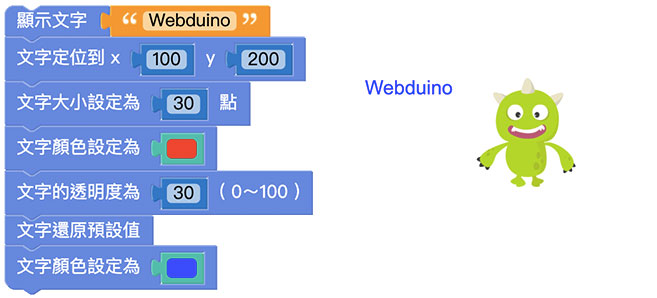 顯示文字 “ Webduino ”
文字定位到 x 100 y 200
文字大小設定為 30 點
文字顏色設定為
文字的透明度為 30 ( 0～100 )
文字還原預設值
文字顏色設定為
Webduino